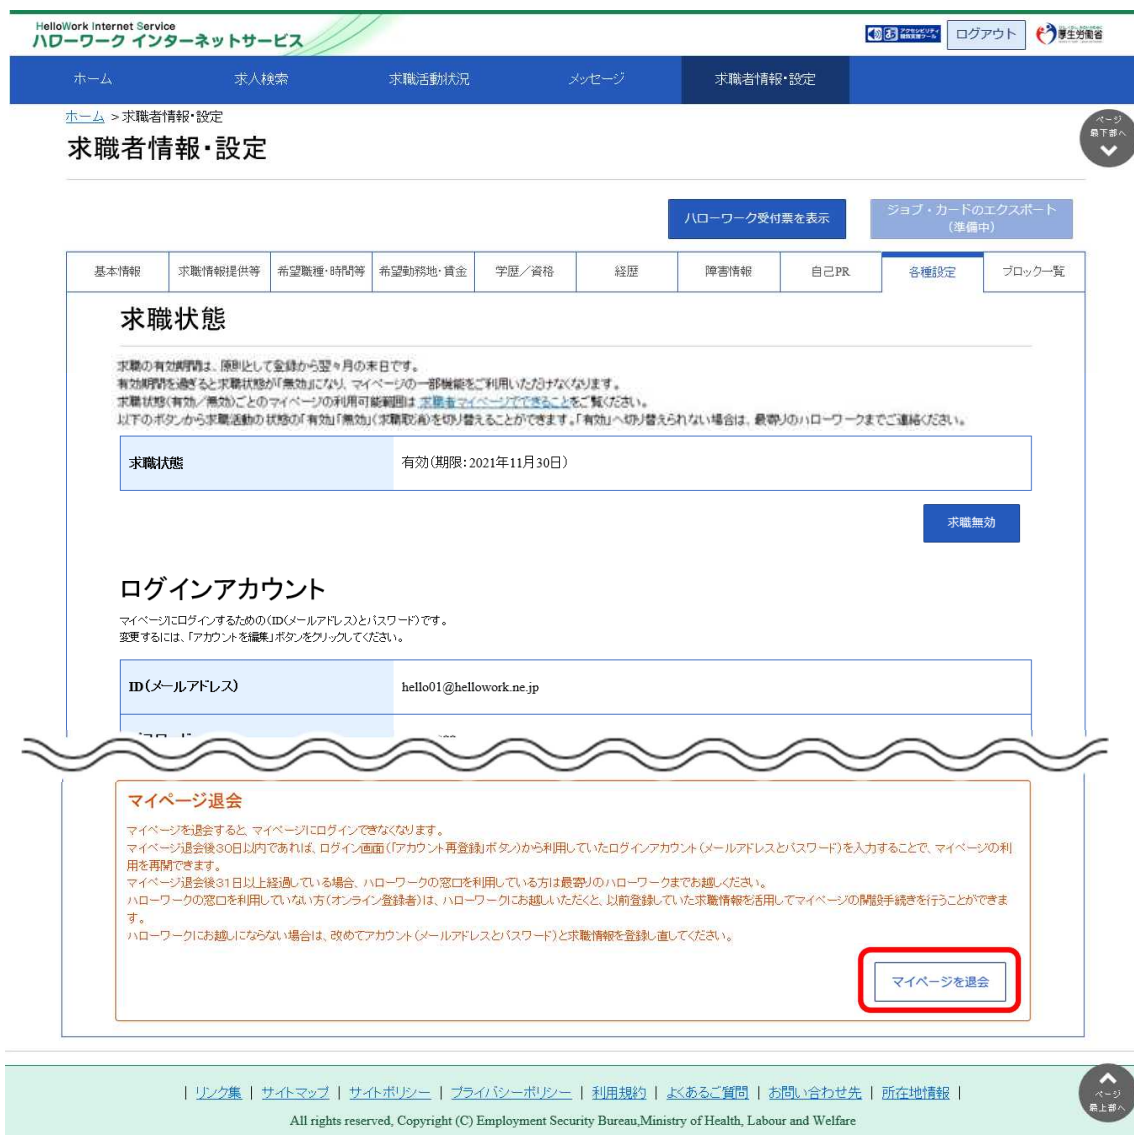 HelloWork Internet Service
ハローワーク インターネットサービス
ログアウト
厚生労働省
ホーム 求人検索 求職活動状況 メッセージ 求職者情報・設定
ホーム >求職者情報・設定
ページ
最下部へ
求職者情報・設定
ハローワーク受付票を表示
ジョブ・カードのエクスポート
(準備中)
基本情報 求職情報提供等 希望職種・時間等 希望勤務地・賃金 学歴／資格 経歴 障害情報 自己PR 各種設定 ブロック一覧
求職状態
求職の有効期間は、原則として登録から翌々月の末日です。
有効期間を過ぎると求職状態が「無効」になり、マイページの一部機能をご利用いただけなくなります。
求職状態(有効／無効)ごとのマイページの利用可能範囲は 求職者マイページでできることをご覧ください。
以下のボタンから求職活動の状態の「有効」「無効」(求職取消)を切り替えることができます。「有効」へ切り替えられない場合は、最寄りのハローワークまでご連絡ください。
求職状態 有効(期限：2021年11月30日)
求職無効
ログインアカウント
マイページにログインするための(ID(メールアドレス)とパスワード)です。
変更するには、「アカウントを編集」ボタンをクリックしてください。
ID(メールアドレス) hello01@hellowork.ne.jp
マイページ退会
マイページを退会すると、マイページにログインできなくなります。
マイページ退会後30日以内であれば、ログイン画面(「アカウント再登録」ボタン)から利用していたログインアカウント(メールアドレスとパスワード)を入力することで、マイページの利
用を再開できます。
マイページ退会後31日以上経過している場合、ハローワークの窓口を利用している方は最寄りのハローワークまでお越しください。
ハローワークの窓口を利用していない方(オンライン登録者)は、ハローワークにお越しいただくと、以前登録していた求職情報を活用してマイページの開設手続きを行うことができま
す。
ハローワークにお越しにならない場合は、改めてアカウント(メールアドレスとパスワード)と求職情報を登録し直してください。
マイページを退会
| リンク集 | サイトマップ | サイトポリシー | プライバシーポリシー | 利用規約 | よくあるご質問 | お問い合わせ先 | 所在地情報 |
ページ
最上部へ
All rights reserved, Copyright (C) Employment Security Bureau,Ministry of Health, Labour and Welfare